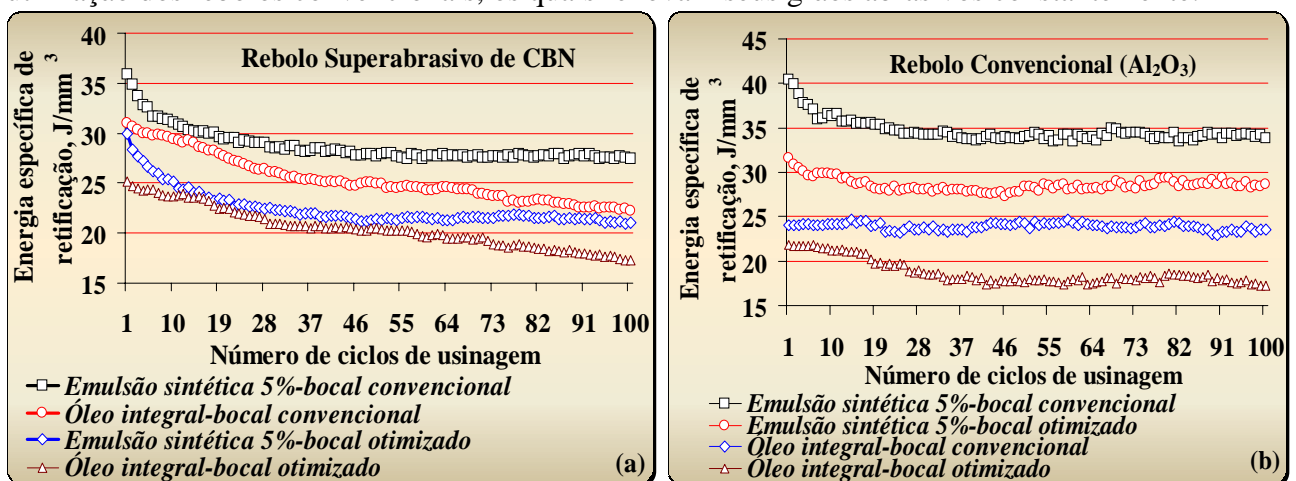 40
35
30
25
20
15
Energia específica de
retificação, J/mm
3
Rebolo Superabrasivo de CBN
1 10 19 28 37 46 55 64 73 82 91 100
Número de ciclos de usinagem
Emulsão sintética 5%-bocal convencional
Óleo integral-bocal convencional
Emulsão sintética 5%-bocal otimizado
Óleo integral-bocal otimizado
(a)
45
40
35
30
25
20
15
Energia específica de
retificação, J/mm
3
Rebolo Convencional (Al2O3)
1 10 19 28 37 46 55 64 73 82 91 100
Número de ciclos de usinagem
Emulsão sintética 5%-bocal convencional
Emulsão sintética 5%-bocal otimizado
Óleo integral-bocal convencional
Óleo integral-bocal otimizado
(b)